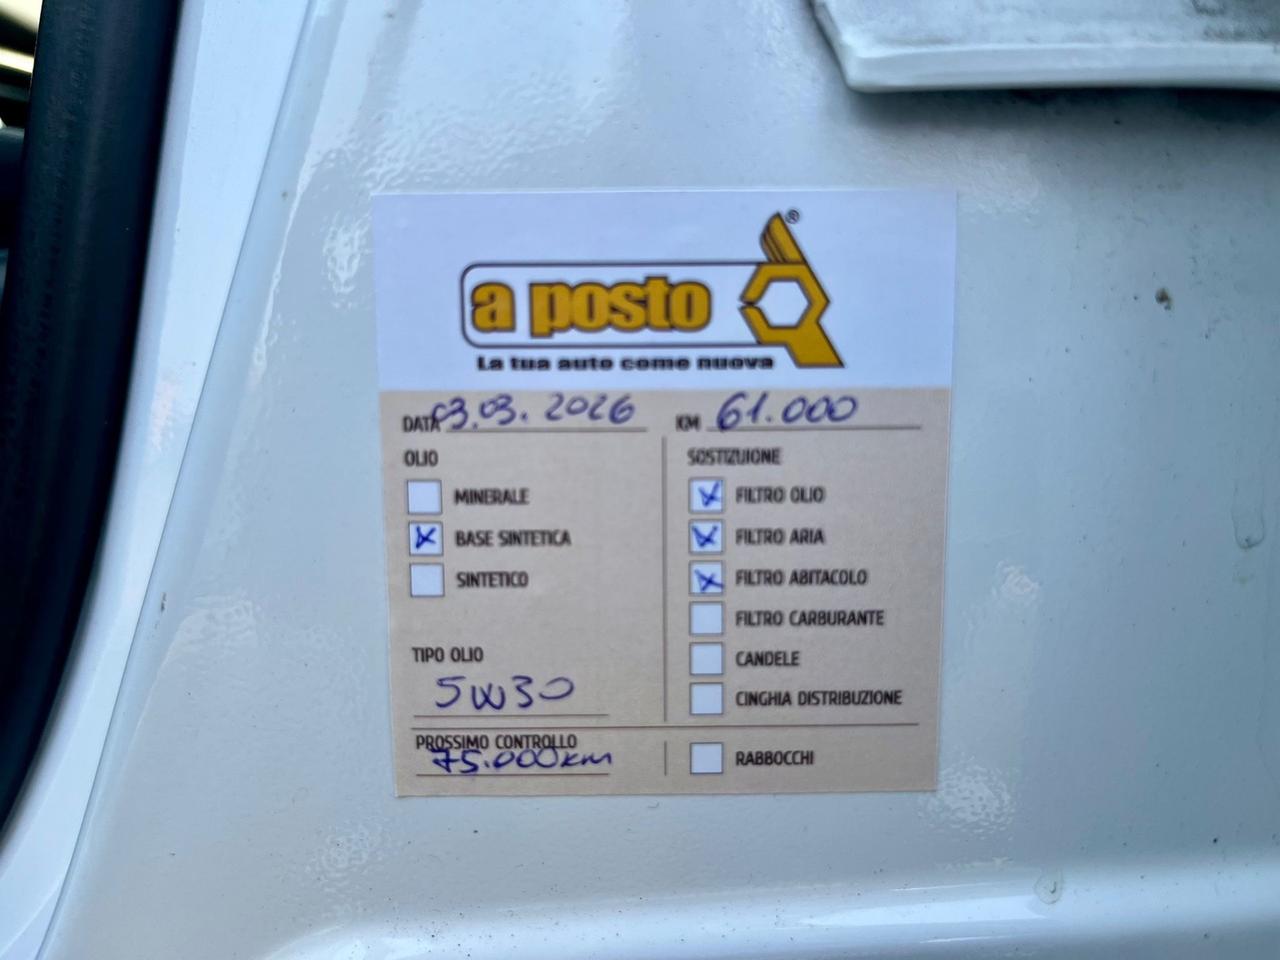 a posto ®
La tua auto come nuova
DATA 03.03.2026 KM 61.000
OLIO SOSTIZUIONE
MINERALE FILTRO OLIO
BASE SINTETICA FILTRO ARIA
SINTETICO FILTRO ABITACOLO
FILTRO CARBURANTE
TIPO OLIO CANDELE
5W30 CINGHIA DISTRIBUZIONE
PROSSIMO CONTROLLO
75.000km RABBOCCHI